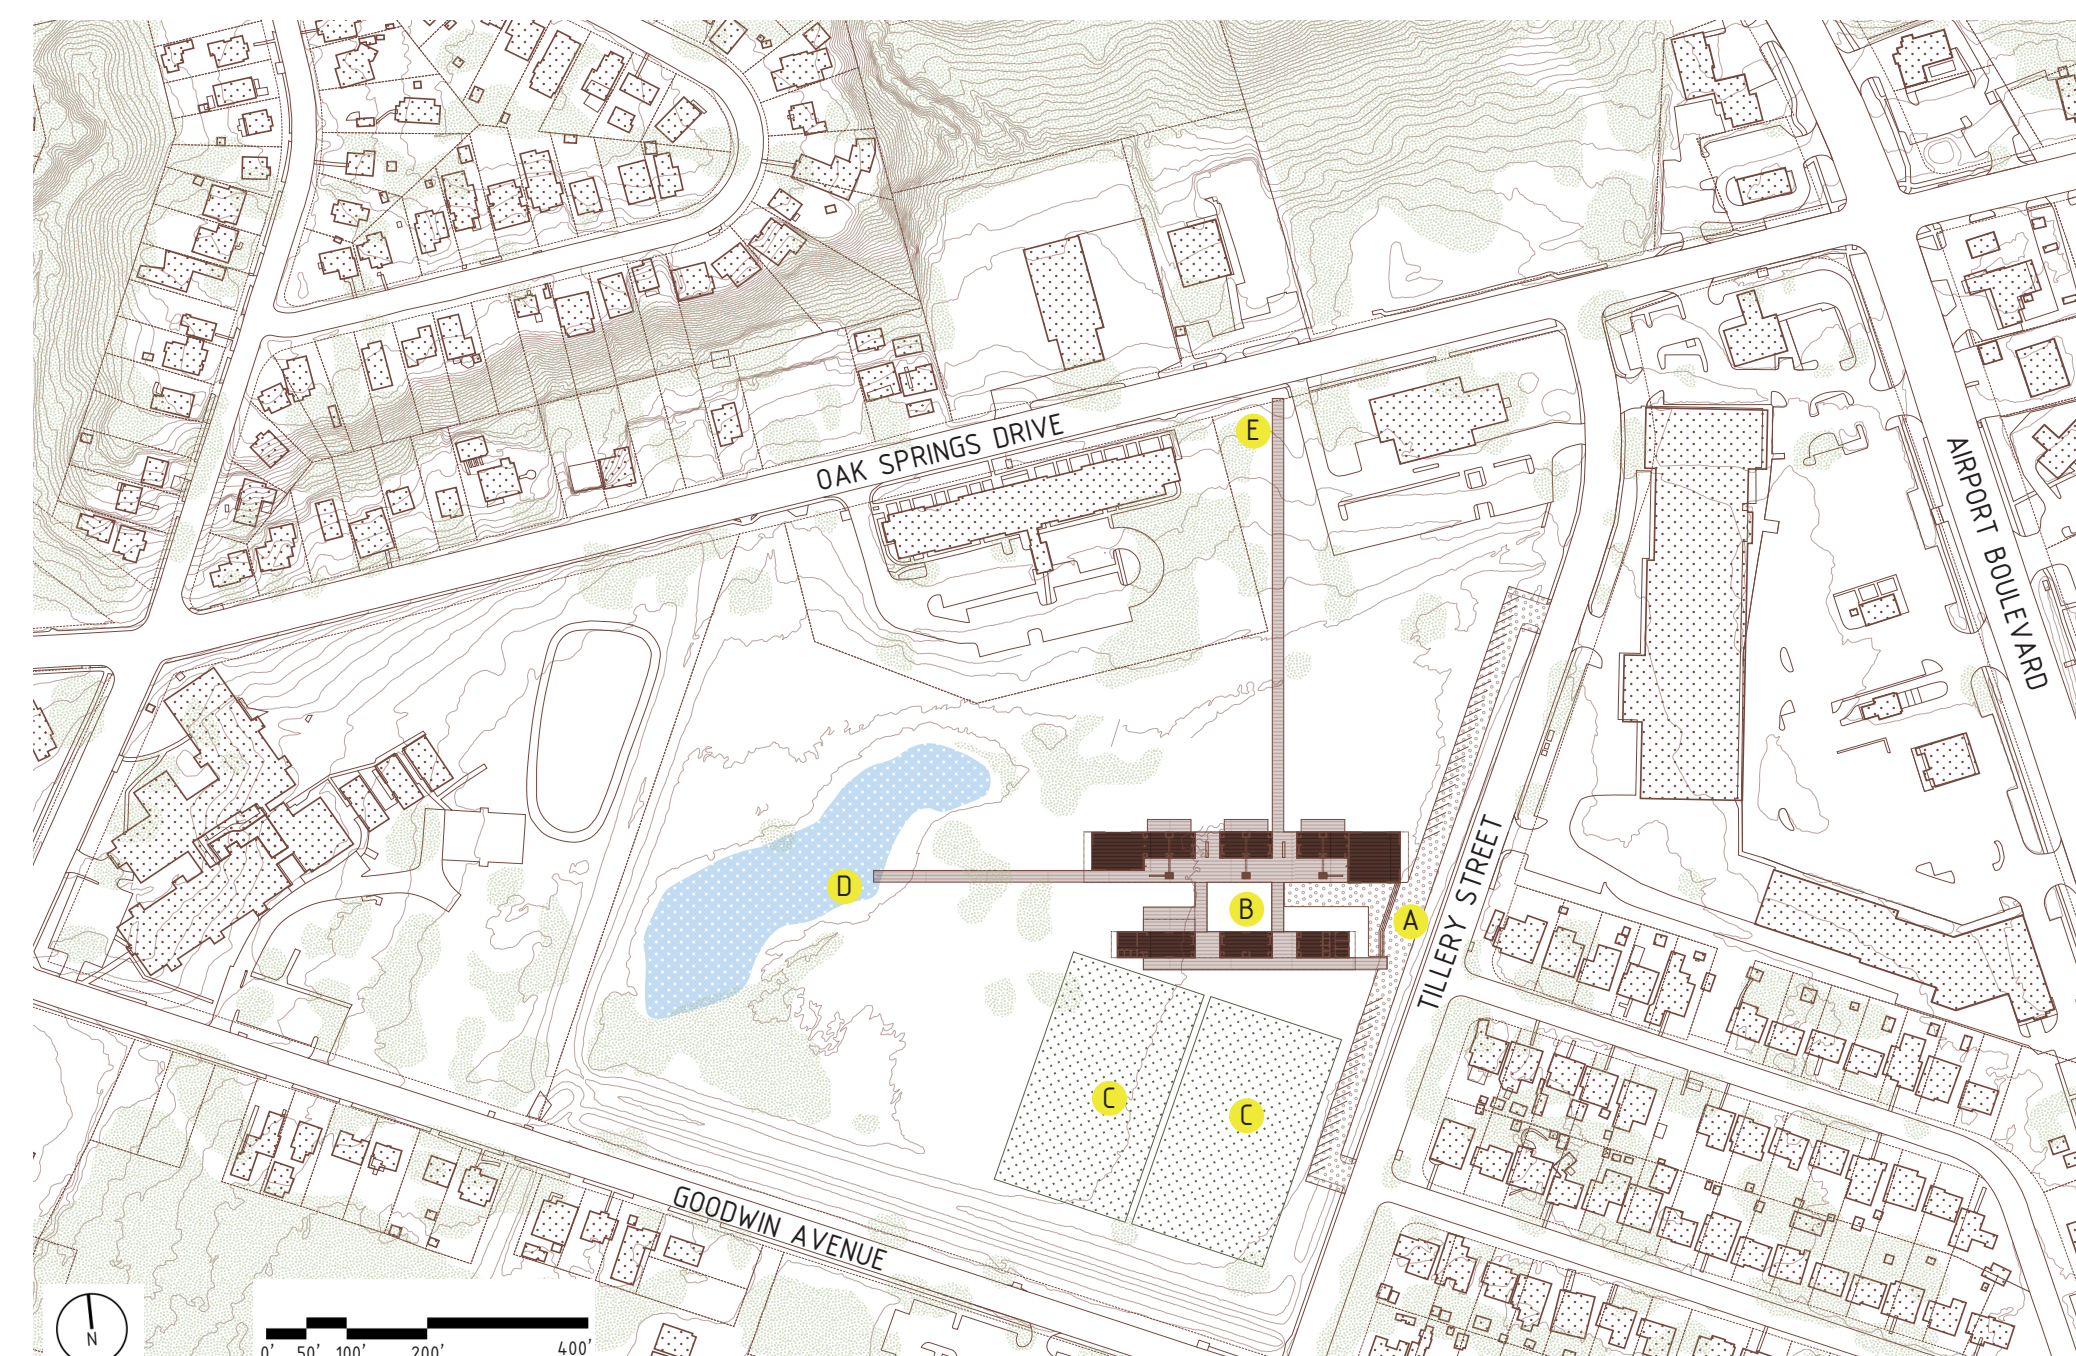 E
OAK SPRINGS DRIVE
AIRPORT BOULEVARD
D
B
A
TILLERY STREET
C
C
GOODWIN AVENUE
N
0' 50' 100' 200' 400'